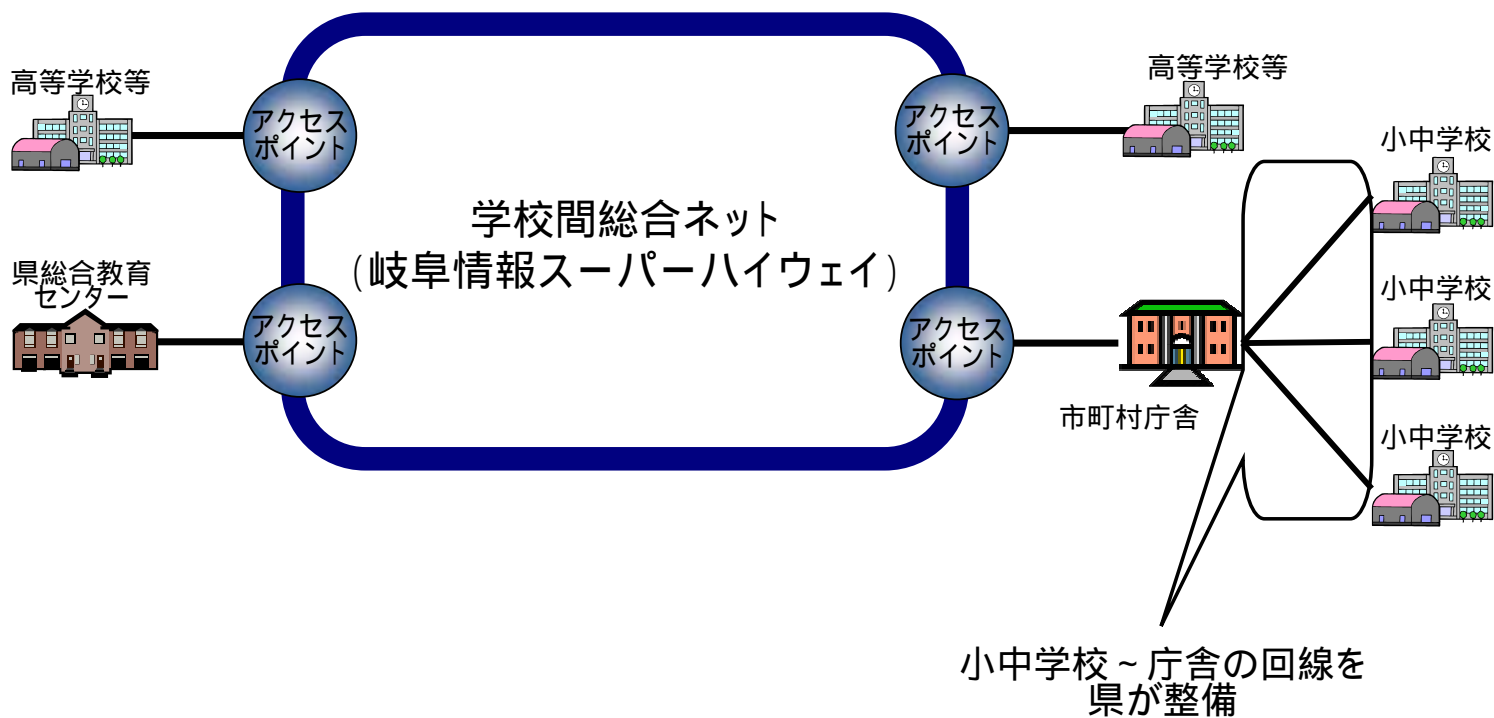 高等学校等
アクセス
ポイント
アクセス
ポイント
高等学校等
小中学校
学校間総合ネット
(岐阜情報スーパーハイウェイ)
県総合教育
センター
アクセス
ポイント
アクセス
ポイント
小中学校
市町村庁舎
小中学校
小中学校~庁舎の回線を
県が整備